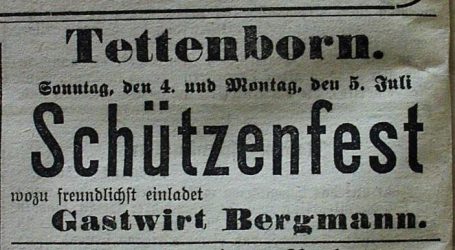 Tettenborn.
Sonntag, den 4. und Montag, den 5. Juli
Schützenfest
wozu freundlichst einladet
Gastwirt Bergmann.